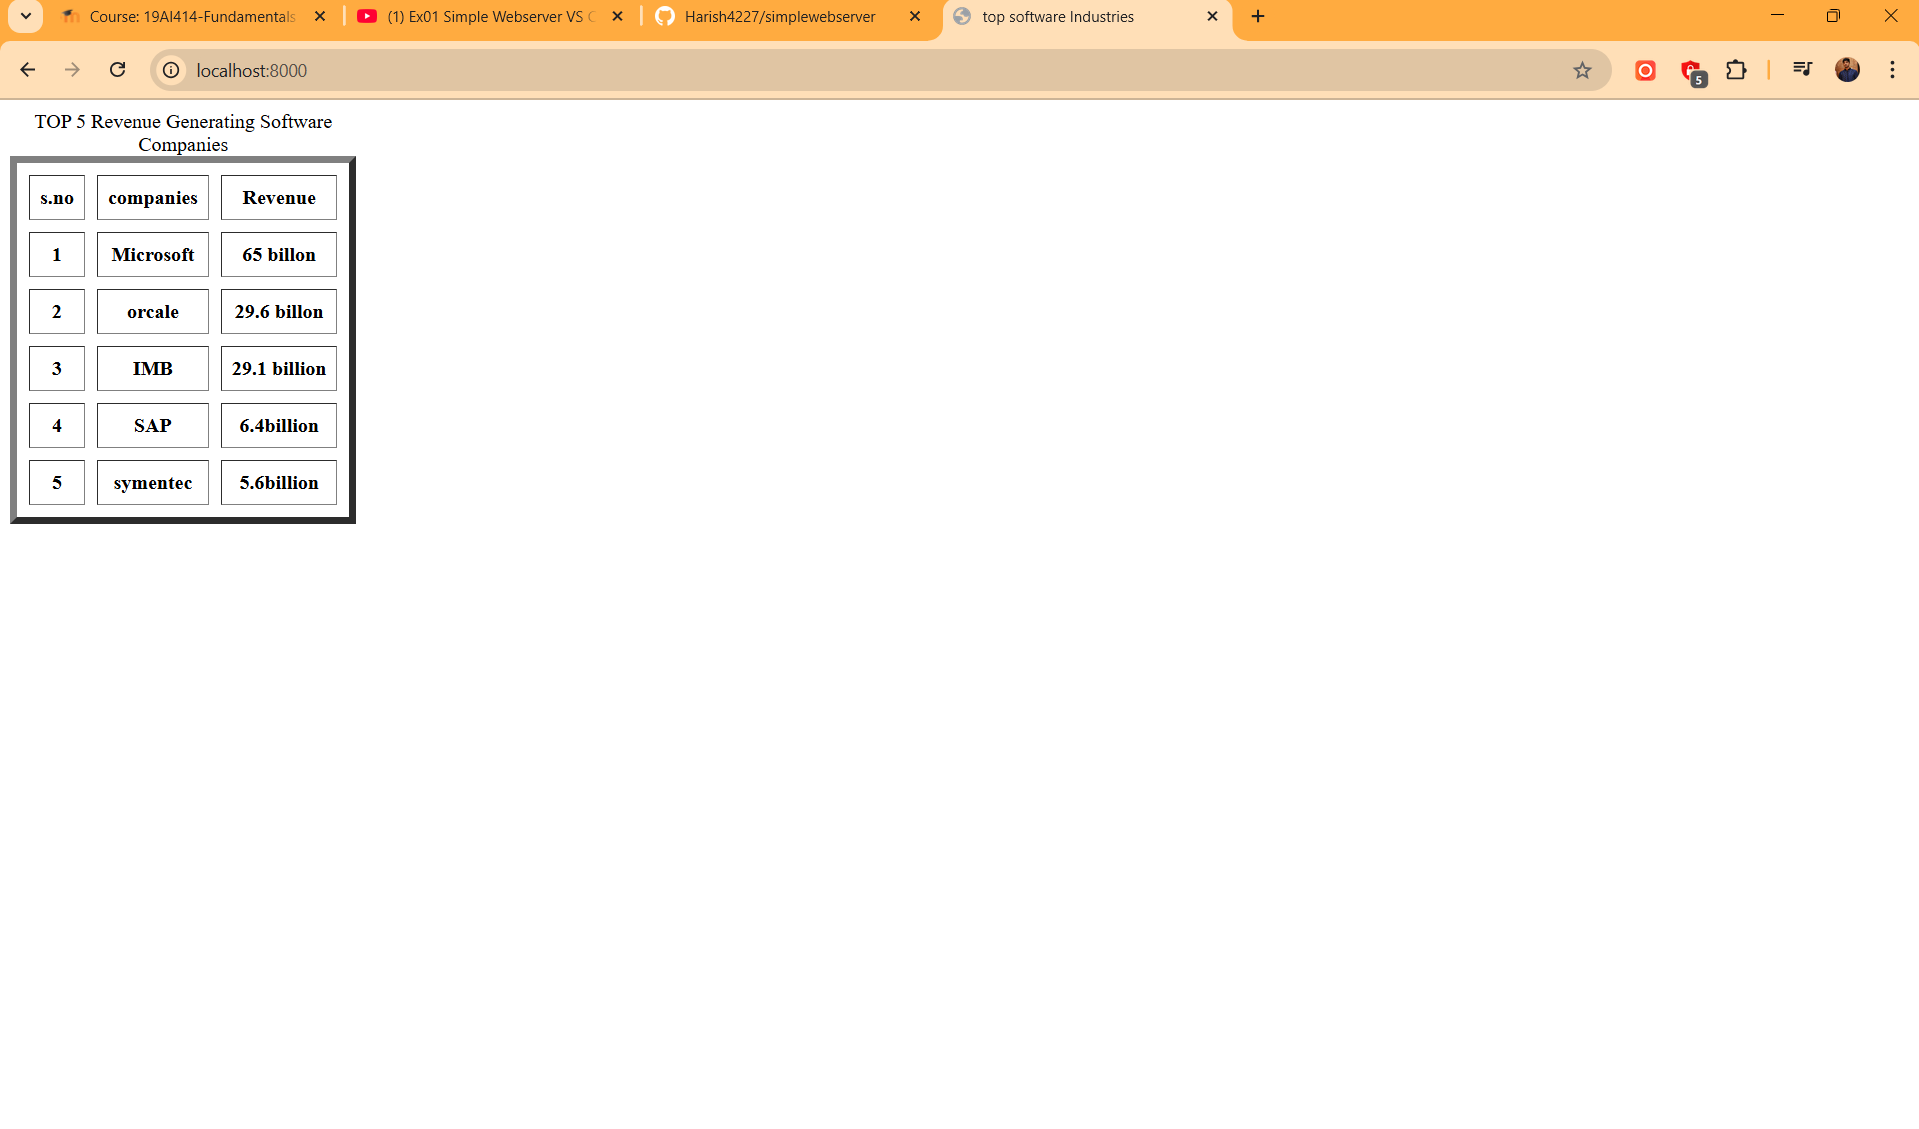 Course: 19AI414-Fundamentals
(1) Ex01 Simple Webserver VS C
Harish4227/simplewebserver
top software Industries
localhost:8000
5
TOP 5 Revenue Generating Software
Companies
s.no companies Revenue
1 Microsoft 65 billon
2 orcale 29.6 billon
3 IMB 29.1 billion
4 SAP 6.4billion
5 symentec 5.6billion